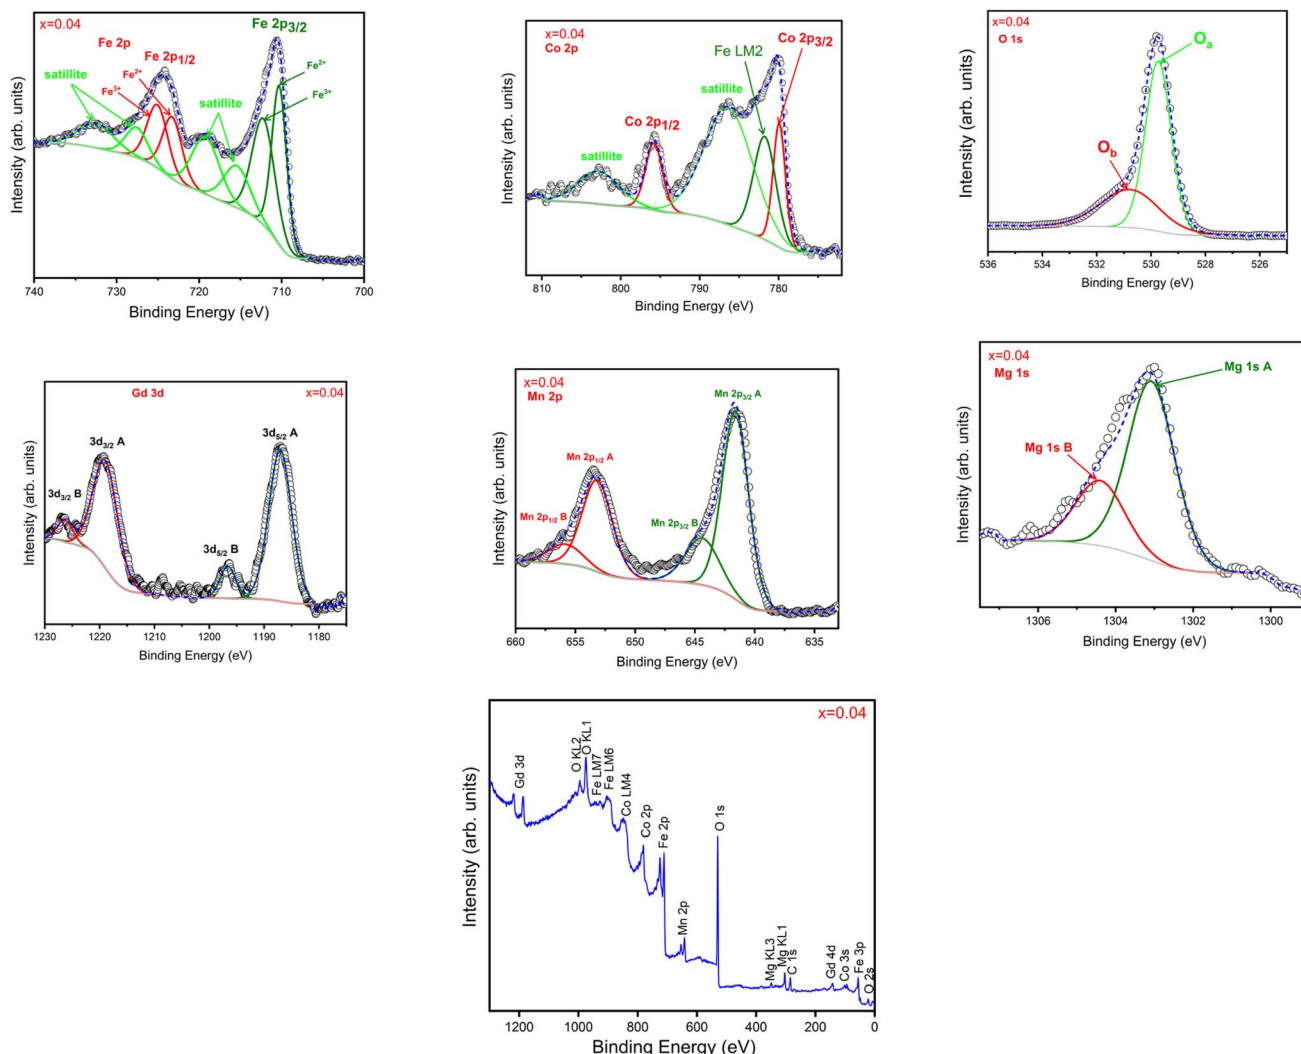 x=0.04
Fe 2p3/2
Fe 2p
Fe 2p1/2
satillite
Fe2+
Fe3+
satillite
Fe2+
Fe3+
Intensity (arb. units)
740 730 720 710 700
Binding Energy (eV)
x=0.04
Co 2p
Fe LM2
Co 2p3/2
satillite
Co 2p1/2
satillite
Intensity (arb. units)
810 800 790 780
Binding Energy (eV)
x=0.04
O 1s
Oa
Ob
Intensity (arb. units)
536 534 532 530 528 526
Binding Energy (eV)
Gd 3d
x=0.04
3d3/2 A
3d5/2 A
3d3/2 B
3d5/2 B
Intensity (arb. units)
1230 1220 1210 1200 1190 1180
Binding Energy (eV)
x=0.04
Mn 2p
Mn 2p3/2 A
Mn 2p1/2 A
Mn 2p1/2 B
Mn 2p3/2 B
Intensity (arb. units)
660 655 650 645 640 635
Binding Energy (eV)
x=0.04
Mg 1s
Mg 1s A
Mg 1s B
Intensity (arb. units)
1306 1304 1302 1300
Binding Energy (eV)
x=0.04
Gd 3d
O KL2
O KL1
Fe LM7
Fe LM6
Co LM4
Co 2p
Fe 2p
Mn 2p
O 1s
Mg KL3
Mg KL1
C 1s
Gd 4d
Co 3s
Fe 3p
O 2s
Intensity (arb. units)
1200 1000 800 600 400 200 0
Binding Energy (eV)